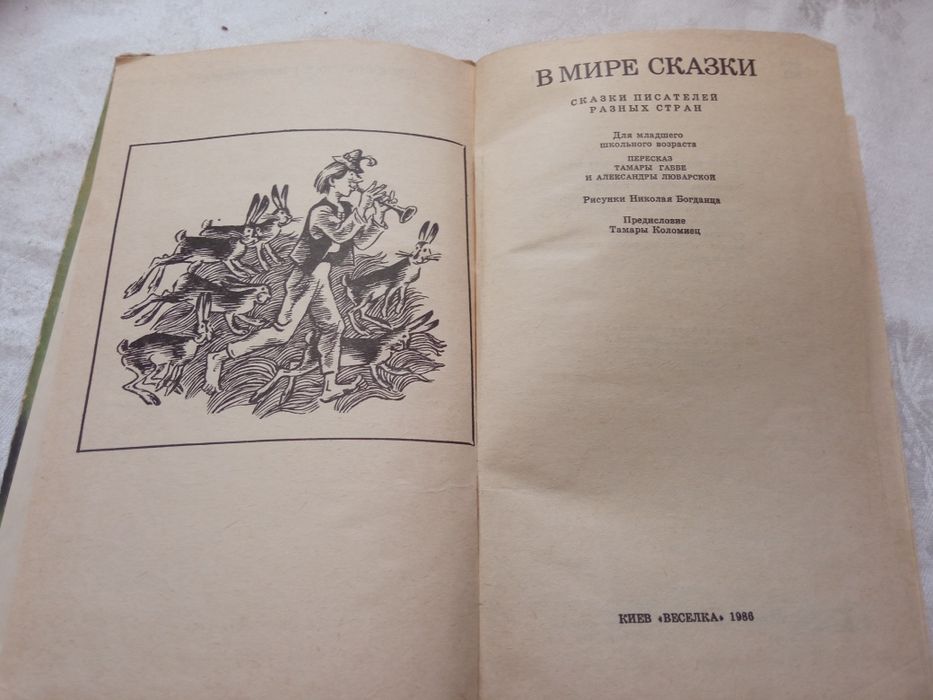 В МИРЕ СКАЗКИ
СКАЗКИ ПИСАТЕЛЕЙ
РАЗНЫХ СТРАН
Для младшего
школьного возраста
ПЕРЕСКАЗ
ТАМАРЫ ГАББЕ
И АЛЕКСАНДРЫ ЛЮБАРСКОЙ
Рисунки Николая Богданца
Предисловие
Тамары Коломиец
КИЕВ «ВЕСЕЛКА» 1986